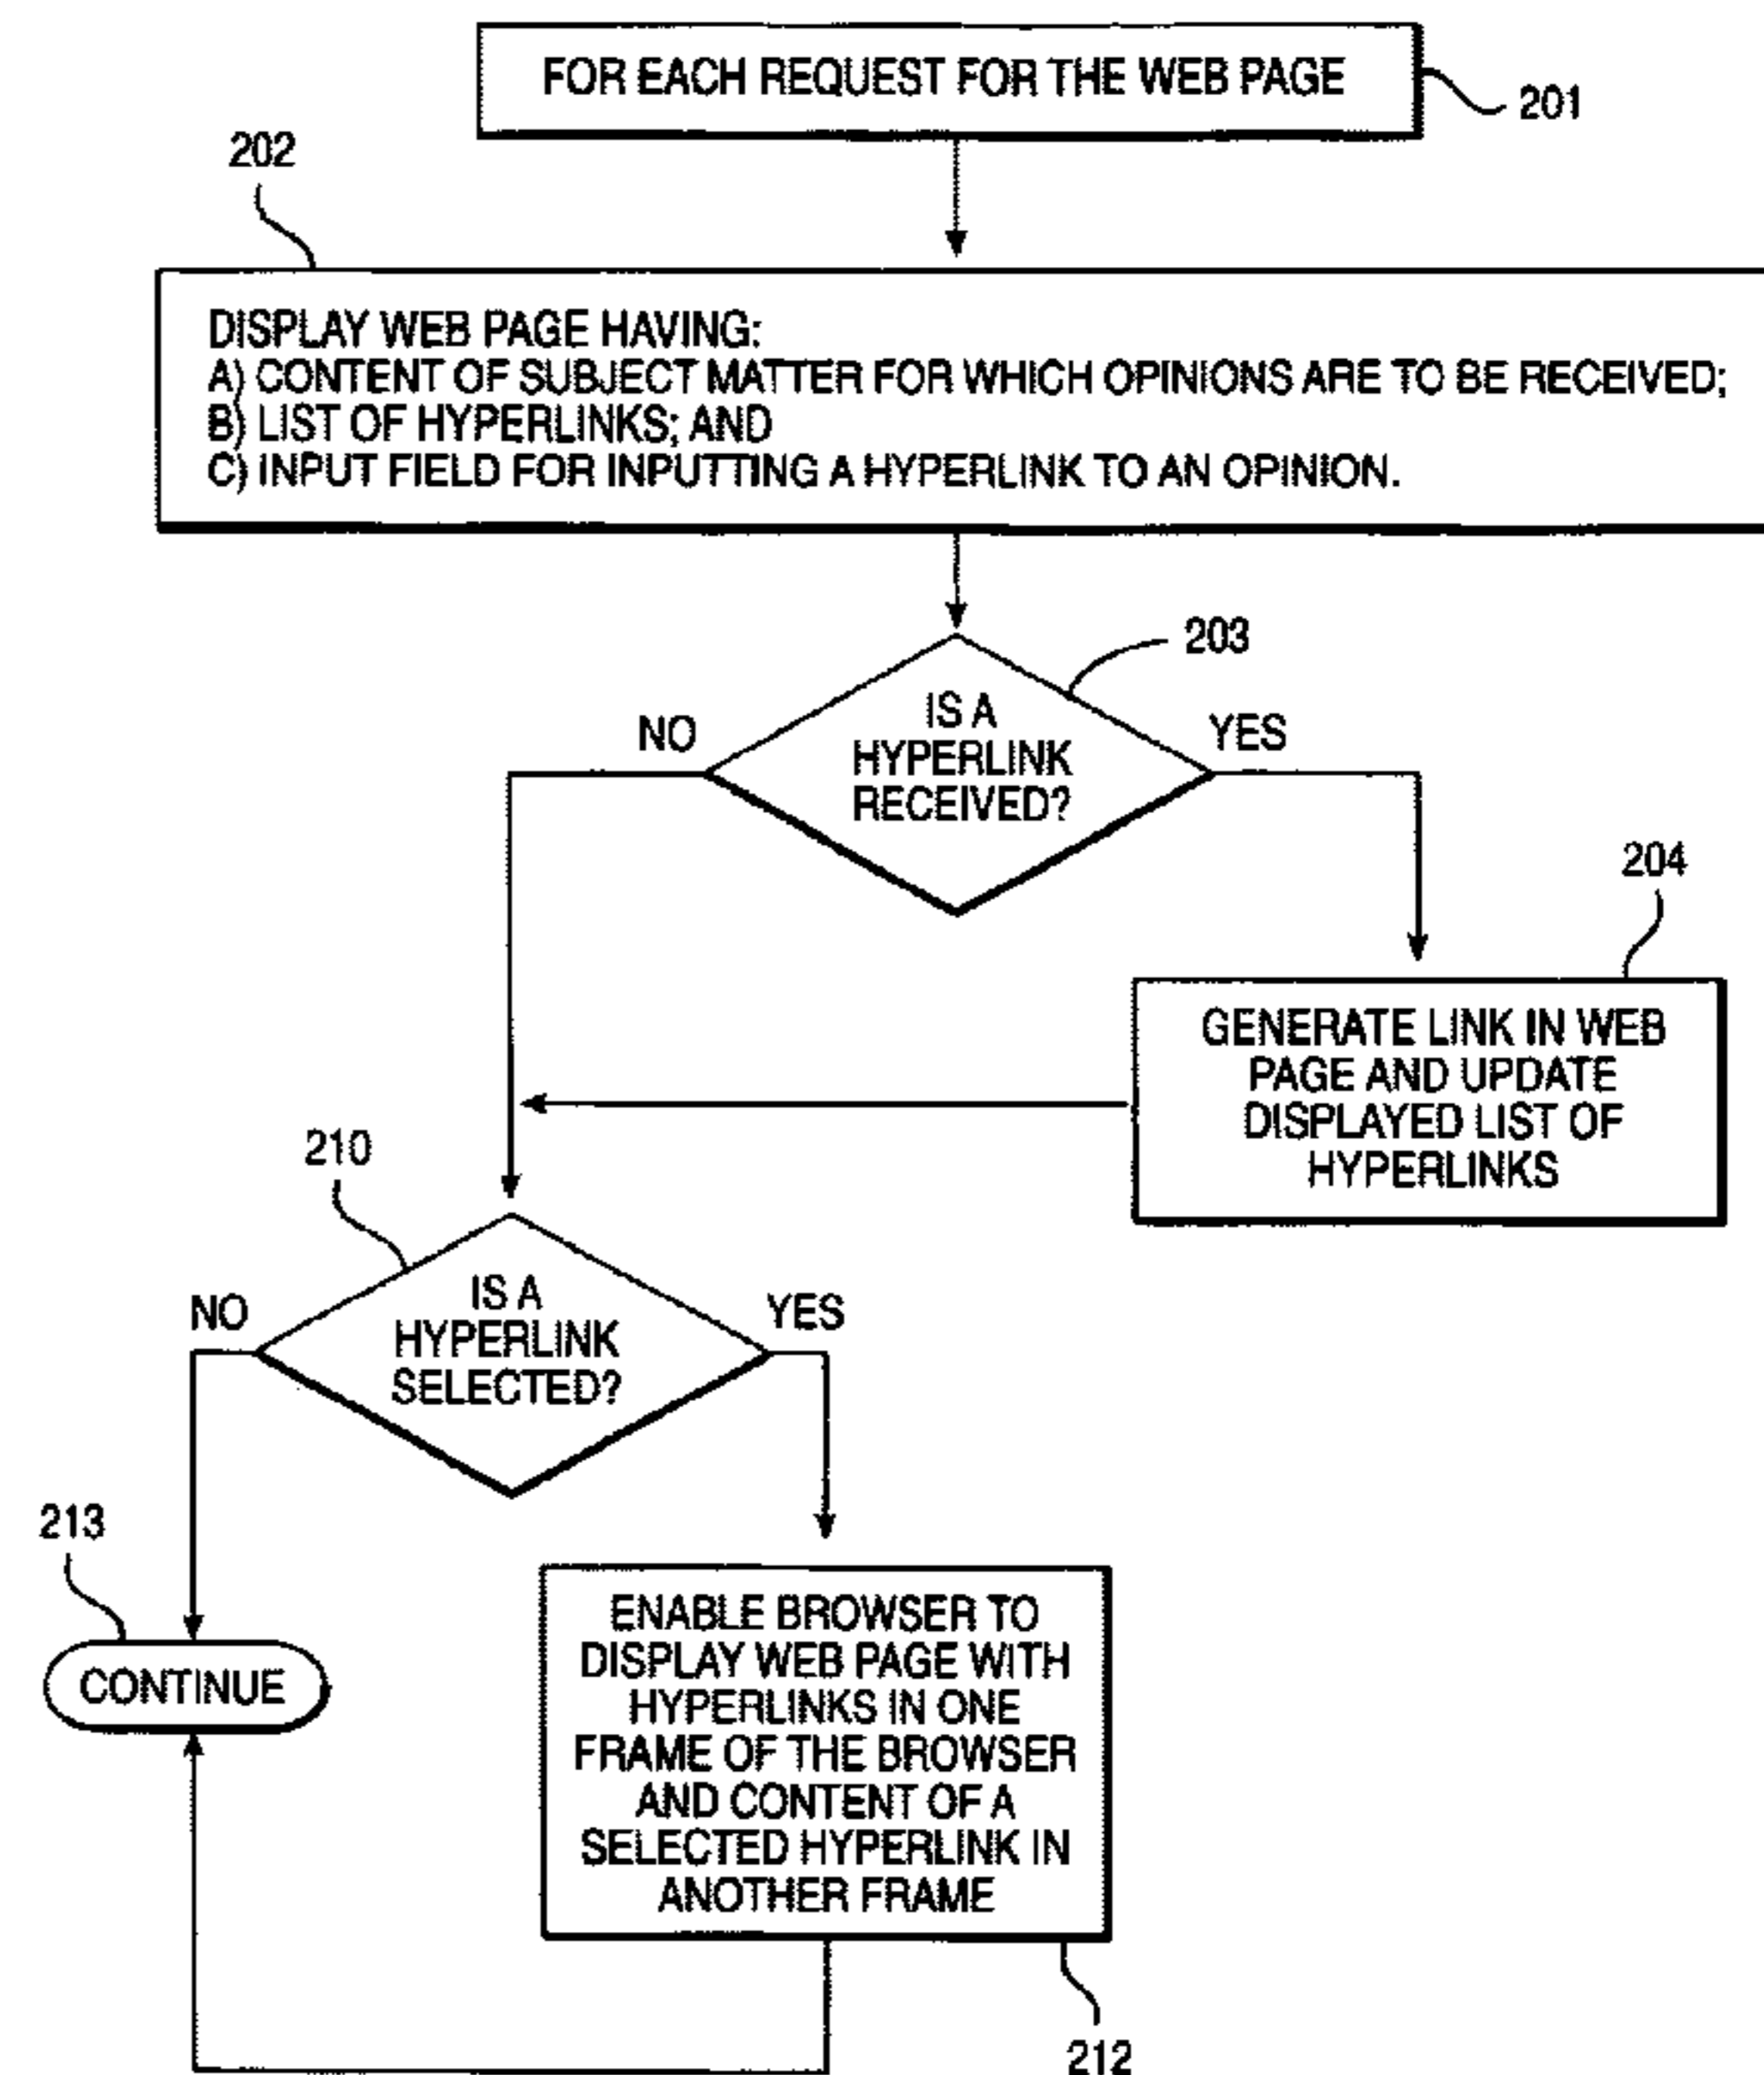 FOR EACH REQUEST FOR THE WEB PAGE
201
202
DISPLAY WEB PAGE HAVING:
A) CONTENT OF SUBJECT MATTER FOR WHICH OPINIONS ARE TO BE RECEIVED;
B) LIST OF HYPERLINKS; AND
C) INPUT FIELD FOR INPUTTING A HYPERLINK TO AN OPINION.
203
NO
IS A
HYPERLINK
RECEIVED?
YES
204
GENERATE LINK IN WEB
PAGE AND UPDATE
DISPLAYED LIST OF
HYPERLINKS
210
NO
IS A
HYPERLINK
SELECTED?
YES
213
CONTINUE
ENABLE BROWSER TO
DISPLAY WEB PAGE WITH
HYPERLINKS IN ONE
FRAME OF THE BROWSER
AND CONTENT OF A
SELECTED HYPERLINK IN
ANOTHER FRAME
212